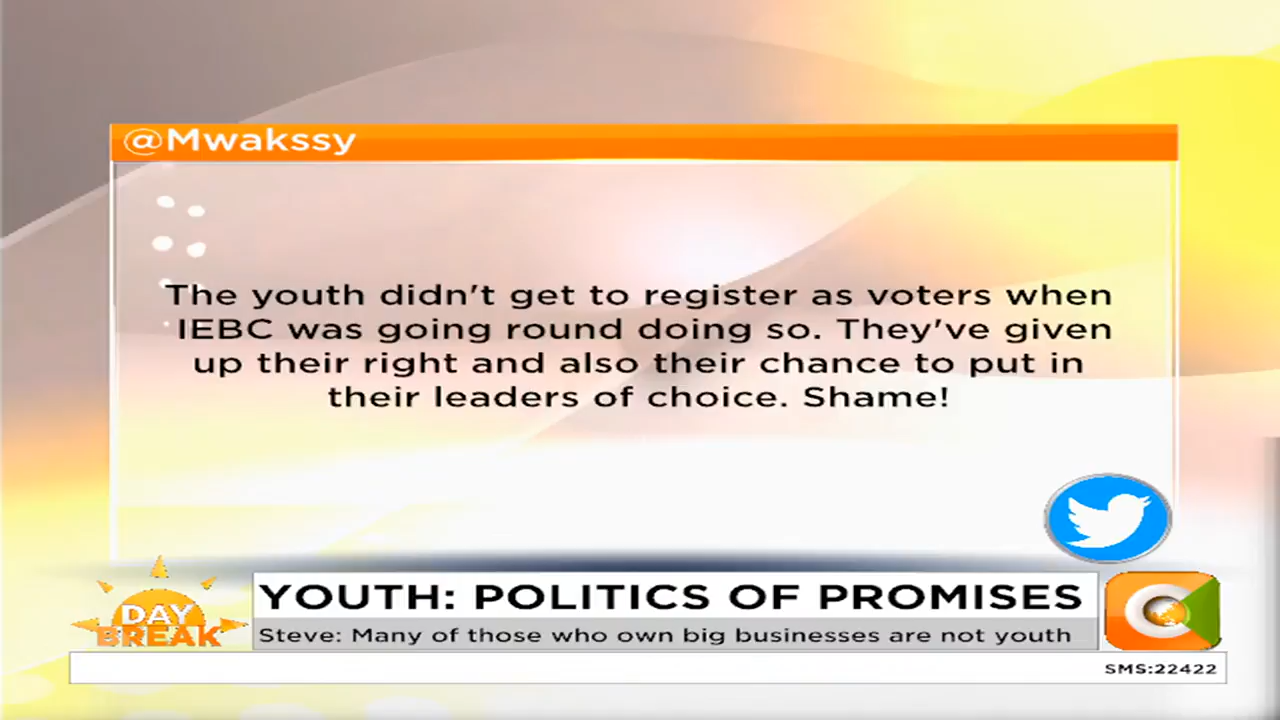 @Mwakssy
The youth didn't get to register as voters when
IEBC was going round doing so. They've given
up their right and also their chance to put in
their leaders of choice. Shame!
DAY
BREAK
YOUTH: POLITICS OF PROMISES
Steve: Many of those who own big businesses are not youth
SMS:22422